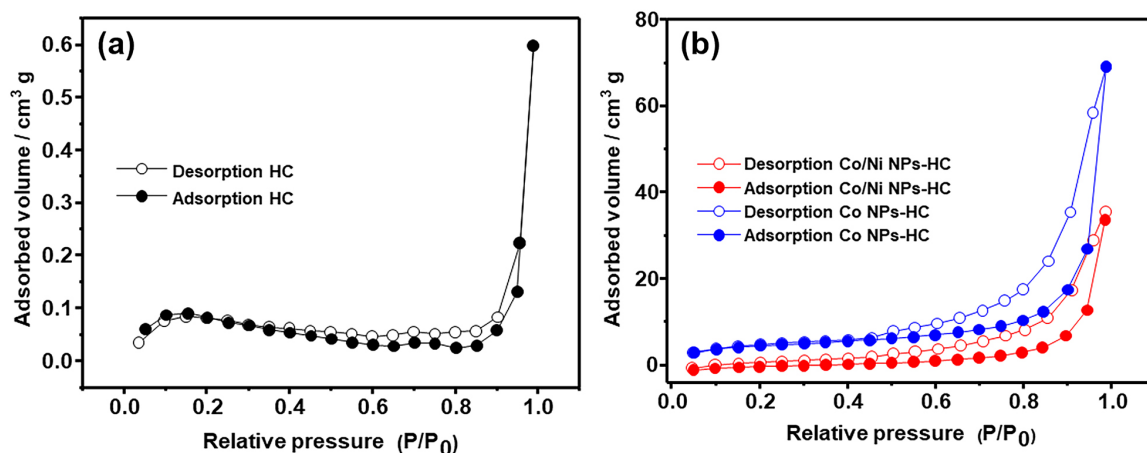 (a)
Adsorbed volume / cm³ g
0.6
0.5
0.4
0.3
0.2
0.1
0.0
Desorption HC
Adsorption HC
0.0 0.2 0.4 0.6 0.8 1.0
Relative pressure (P/P₀)
(b)
Adsorbed volume / cm³ g
80
60
40
20
0
Desorption Co/Ni NPs-HC
Adsorption Co/Ni NPs-HC
Desorption Co NPs-HC
Adsorption Co NPs-HC
0.0 0.2 0.4 0.6 0.8 1.0
Relative pressure (P/P₀)